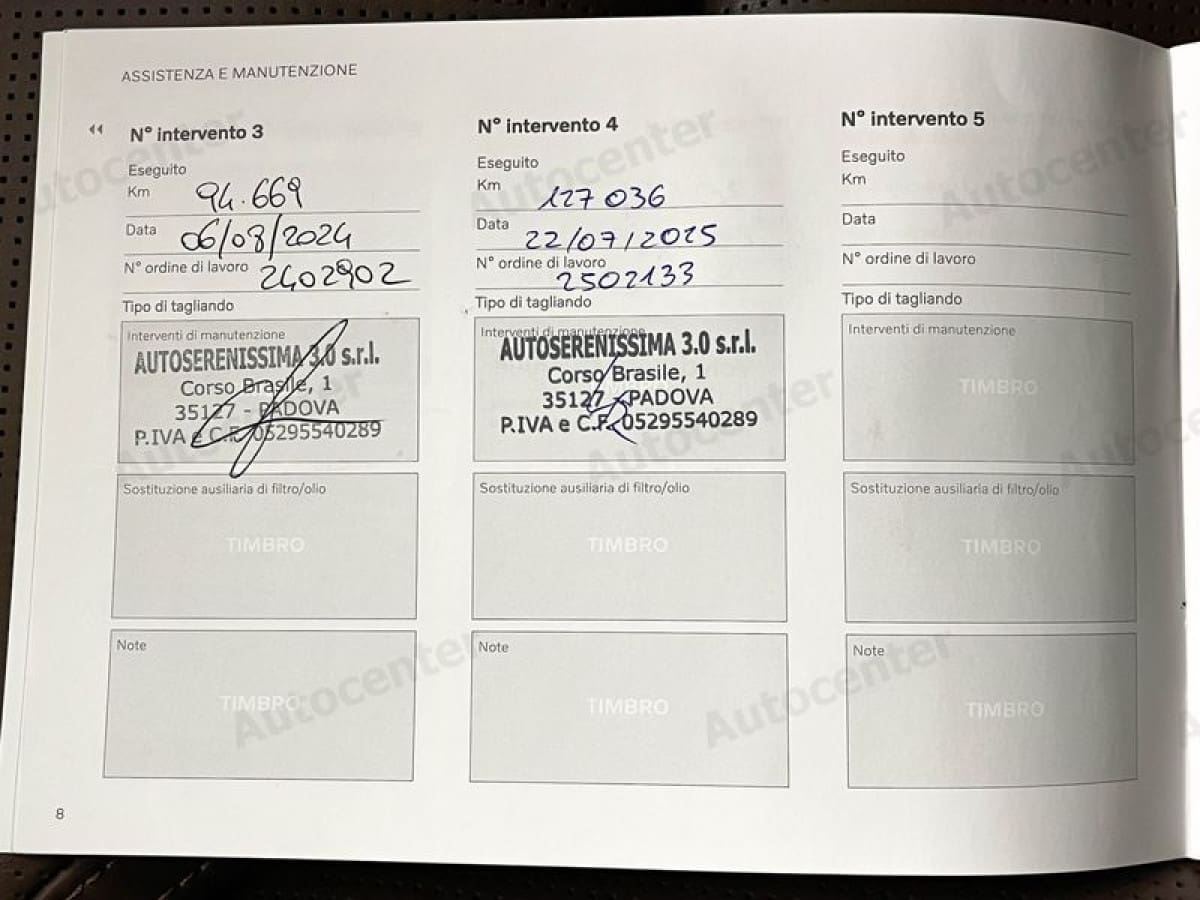 ASSISTENZA E MANUTENZIONE
N° intervento 3
Eseguito
Km 94.669
Data 06/08/2024
N° ordine di lavoro 2402902
Tipo di tagliando
Interventi di manutenzione
AUTOSERENISSIMA 3.0 s.r.l.
Corso Brasile, 1
35127 - PADOVA
P.IVA e C.F. 05295540289
Sostituzione ausiliaria di filtro/olio
TIMBRO
Note
TIMBRO
N° intervento 4
Eseguito
Km 127 036
Data 22/07/2025
N° ordine di lavoro 2502133
Tipo di tagliando
Interventi di manutenzione
AUTOSERENISSIMA 3.0 s.r.l.
Corso Brasile, 1
35127 - PADOVA
P.IVA e C.F. 05295540289
Sostituzione ausiliaria di filtro/olio
TIMBRO
Note
TIMBRO
N° intervento 5
Eseguito
Km
Data
N° ordine di lavoro
Tipo di tagliando
Interventi di manutenzione
TIMBRO
Sostituzione ausiliaria di filtro/olio
TIMBRO
Note
TIMBRO
8
Autocenter
Autocenter
Autocenter
Autocenter